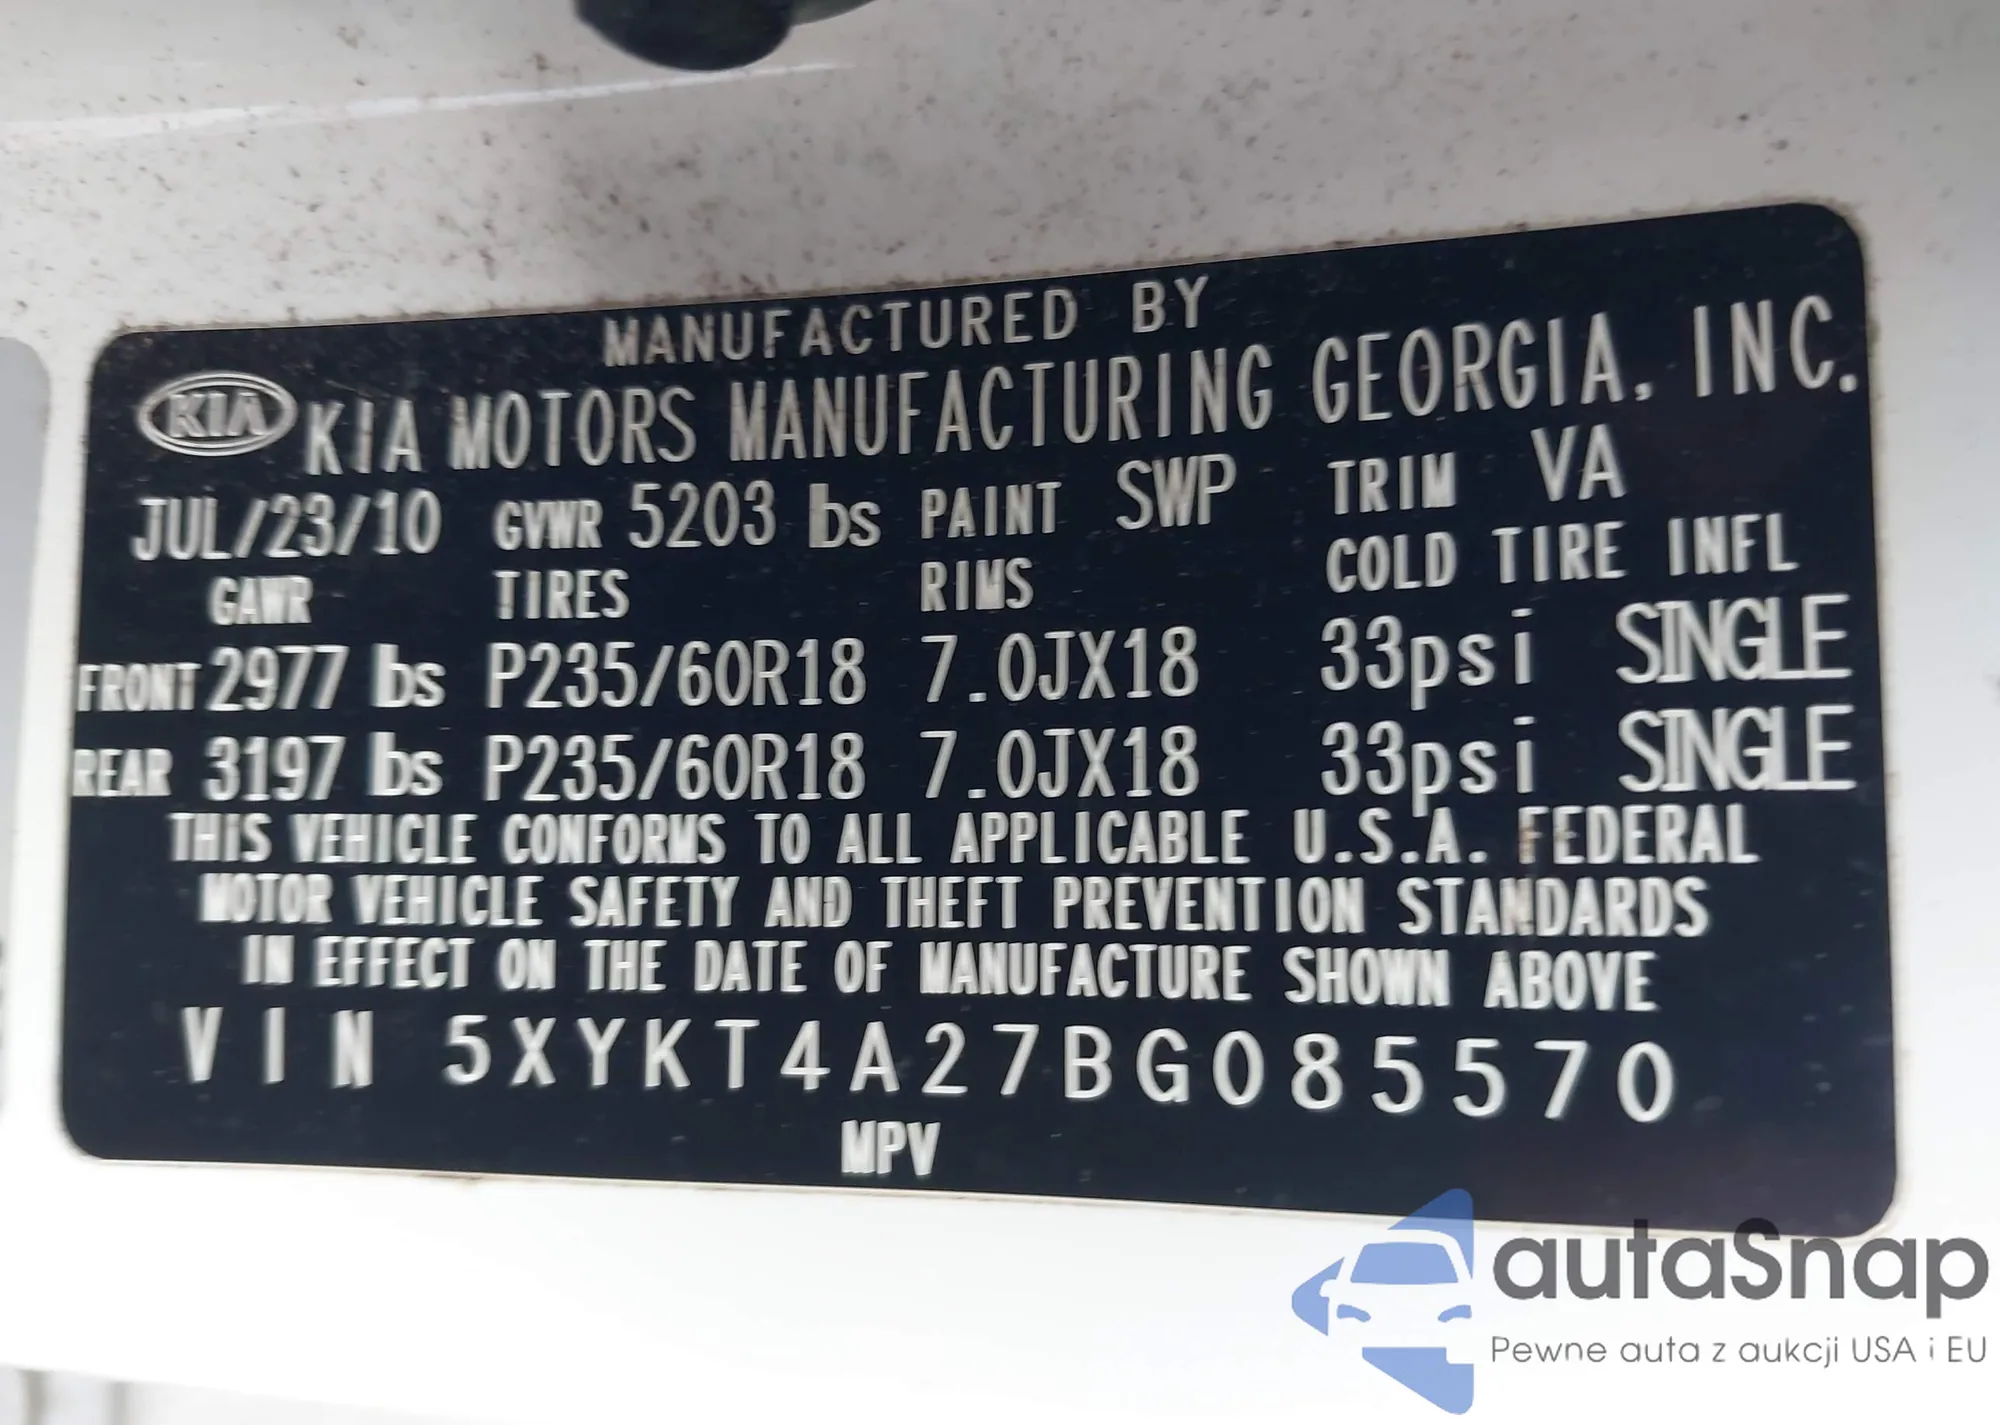 MANUFACTURED BY
KIA KIA MOTORS MANUFACTURING GEORGIA, INC.
JUL/23/10 GVWR 5203 lbs PAINT SWP TRIM VA
GAWR TIRES RIMS COLD TIRE INFL
FRONT 2977 lbs P235/60R18 7.0JX18 33psi SINGLE
REAR 3197 lbs P235/60R18 7.0JX18 33psi SINGLE
THIS VEHICLE CONFORMS TO ALL APPLICABLE U.S.A. FEDERAL
MOTOR VEHICLE SAFETY AND THEFT PREVENTION STANDARDS
IN EFFECT ON THE DATE OF MANUFACTURE SHOWN ABOVE
VIN 5XYKT4A27BG085570
MPV
autaSnap
Pewne auta z aukcji USA i EU